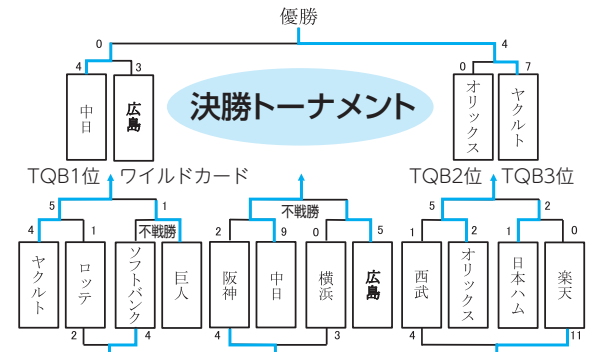 優勝
0 4
4 3 0 7
中日 広島 オリックス ヤクルト
決勝トーナメント
TQB1位 ワイルドカード TQB2位 TQB3位
5 1 不戦勝 5 2
4 1 不戦勝 2 9 0 5 1 2 1 0
ヤクルト ロッテ ソフトバンク 巨人 阪神 中日 横浜 広島 西武 オリックス 日本ハム 楽天
2 4 4 3 4 11